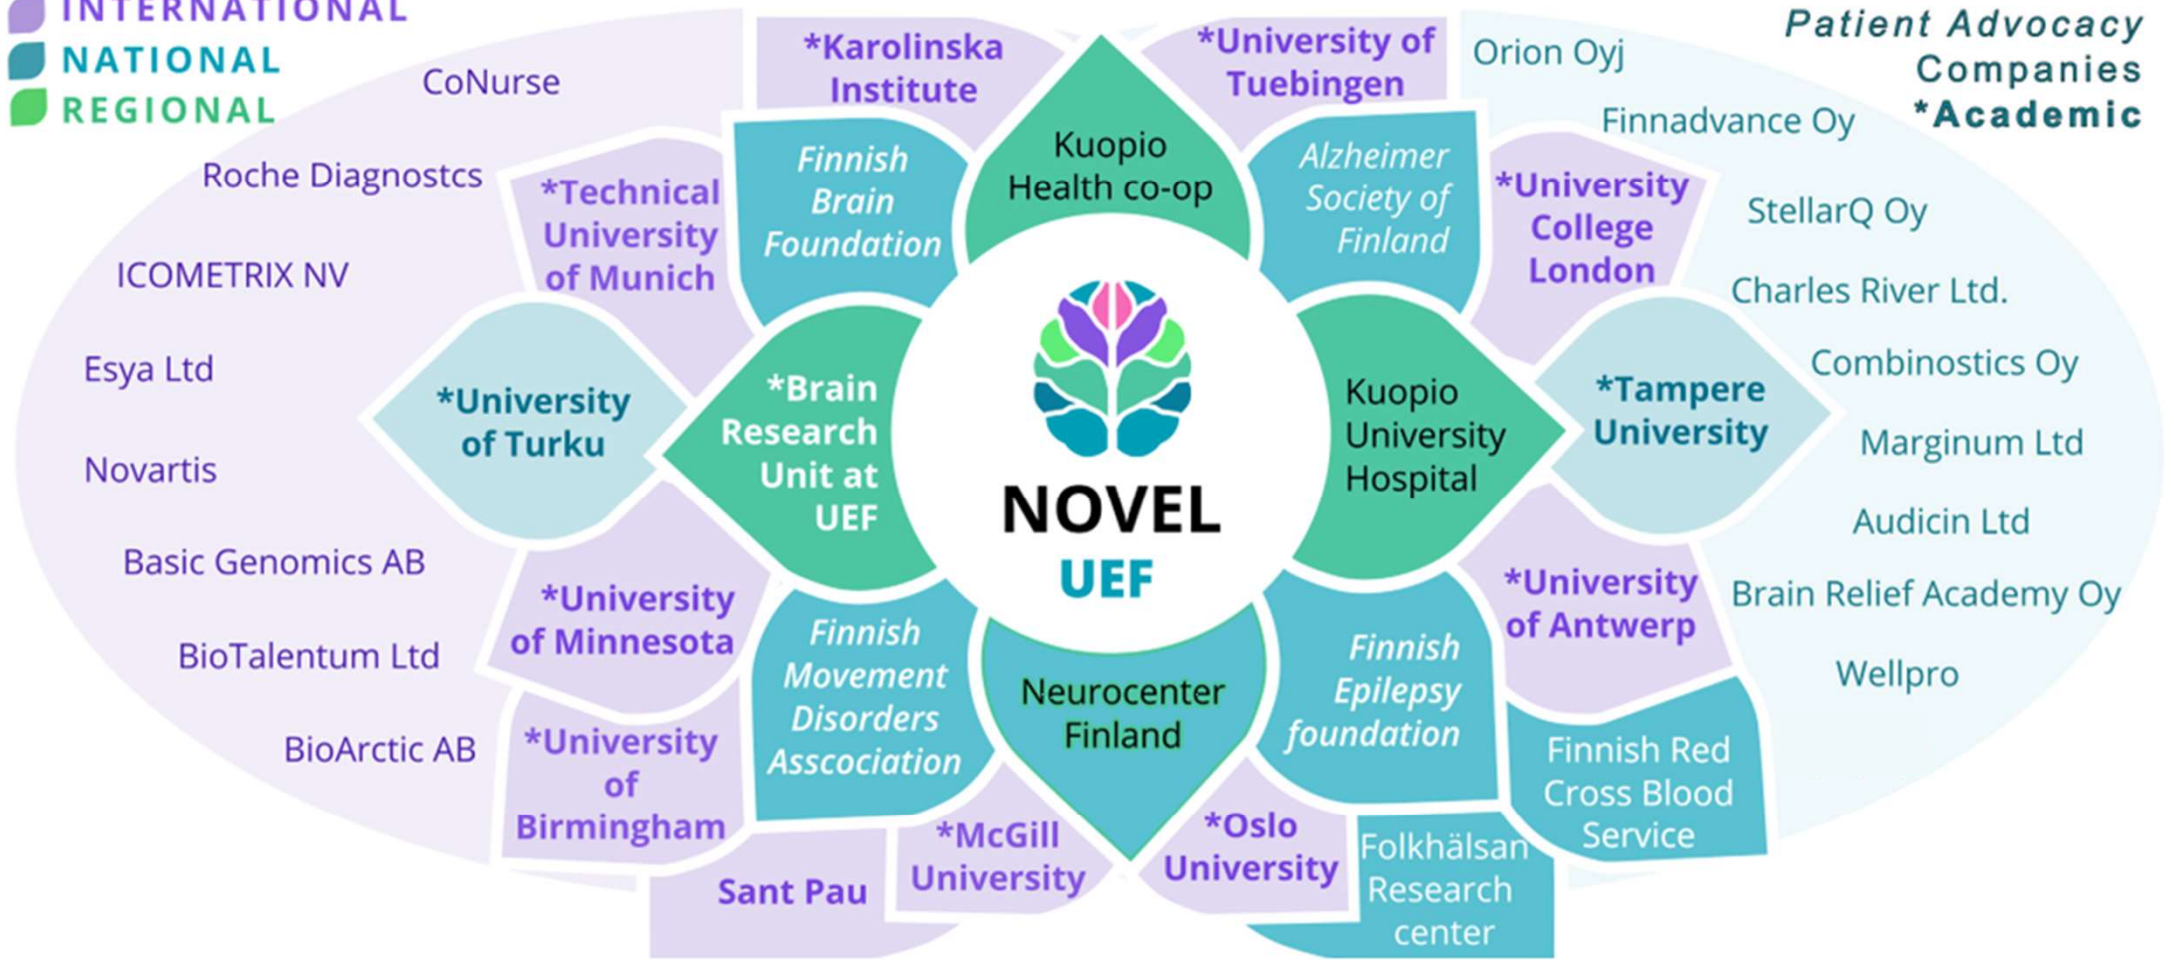 INTERNATIONAL
NATIONAL
REGIONAL
Patient Advocacy
Companies
*Academic
CoNurse
Roche Diagnostcs
ICOMETRIX NV
Esya Ltd
Novartis
Basic Genomics AB
BioTalentum Ltd
BioArctic AB
*Karolinska
Institute
*University of
Tuebingen
*Technical
University
of Munich
Finnish
Brain
Foundation
Kuopio
Health co-op
Alzheimer
Society of
Finland
*University
College
London
*University
of Turku
*Brain
Research
Unit at
UEF
NOVEL
UEF
Kuopio
University
Hospital
*Tampere
University
*University
of Minnesota
Finnish
Movement
Disorders
Asscociation
Neurocenter
Finland
Finnish
Epilepsy
foundation
*University
of Antwerp
*University
of
Birmingham
Sant Pau
*McGill
University
*Oslo
University
Folkhälsan
Research
center
Finnish Red
Cross Blood
Service
Orion Oyj
Finnadvance Oy
StellarQ Oy
Charles River Ltd.
Combinostics Oy
Marginum Ltd
Audicin Ltd
Brain Relief Academy Oy
Wellpro